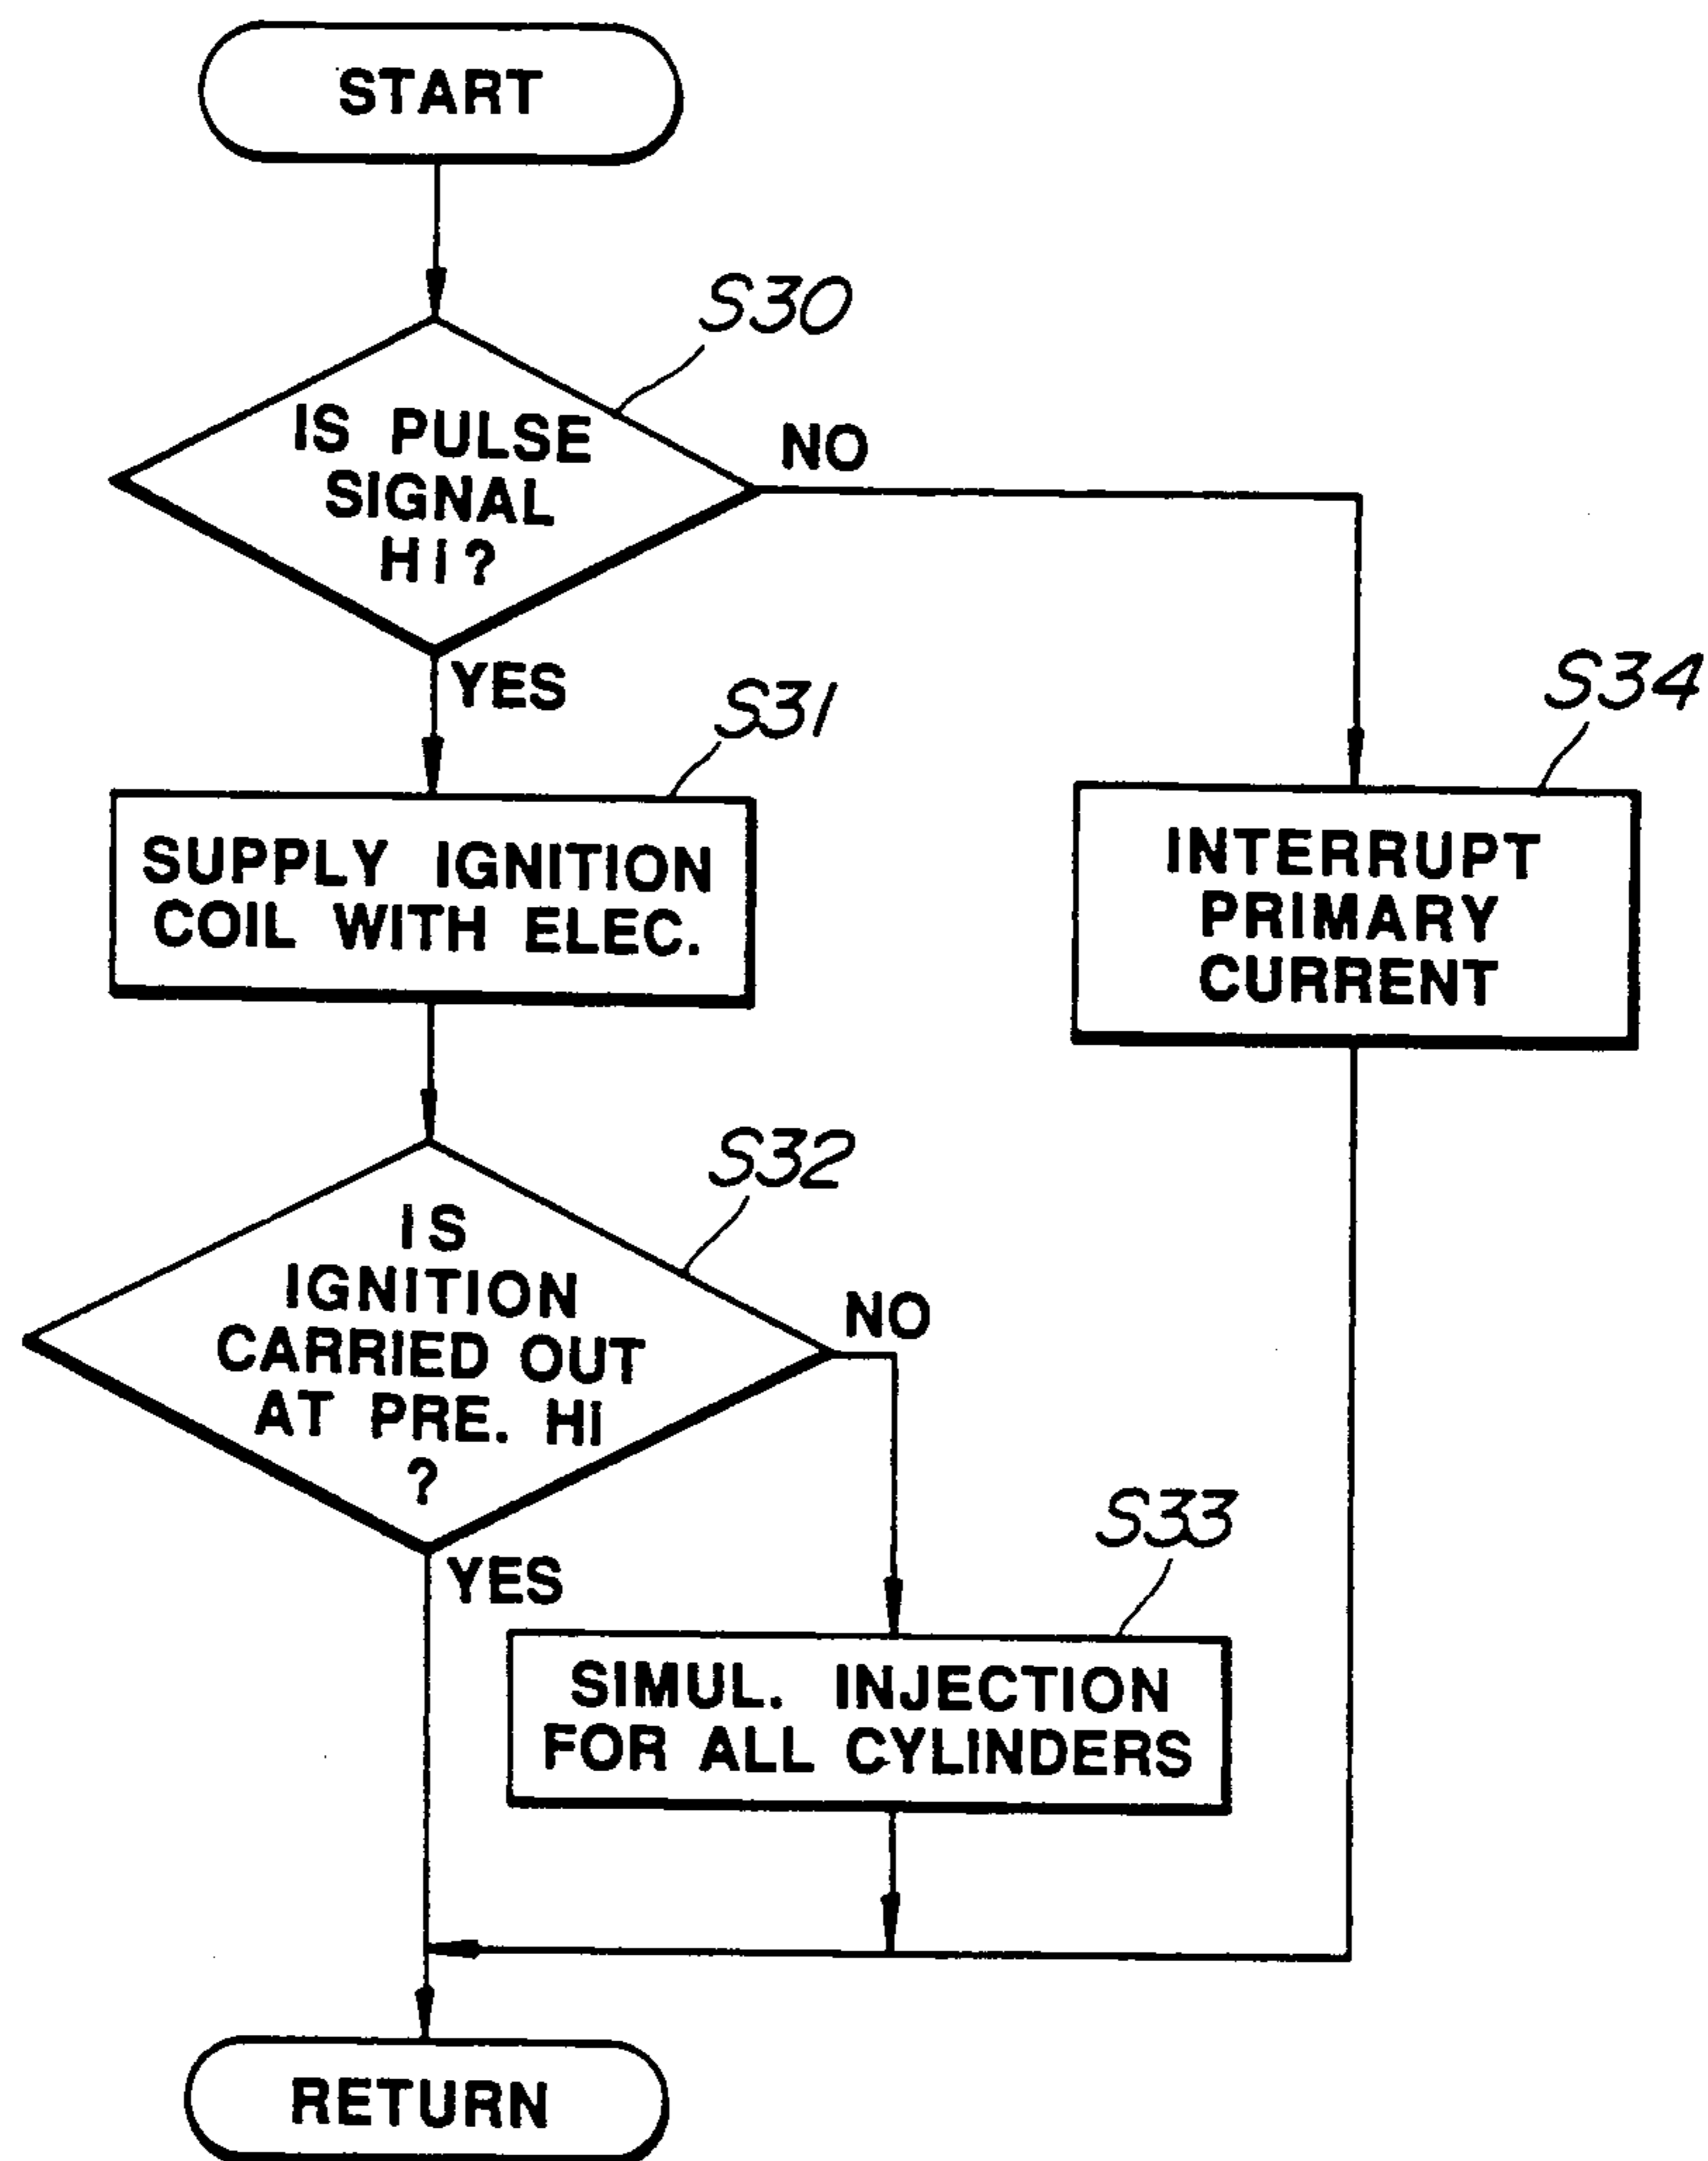 START
S30
IS PULSE
SIGNAL
HI?
NO
YES
S31
SUPPLY IGNITION
COIL WITH ELEC.
S34
INTERRUPT
PRIMARY
CURRENT
S32
IS
IGNITION
CARRIED OUT
AT PRE. HI
?
NO
YES
S33
SIMUL. INJECTION
FOR ALL CYLINDERS
RETURN